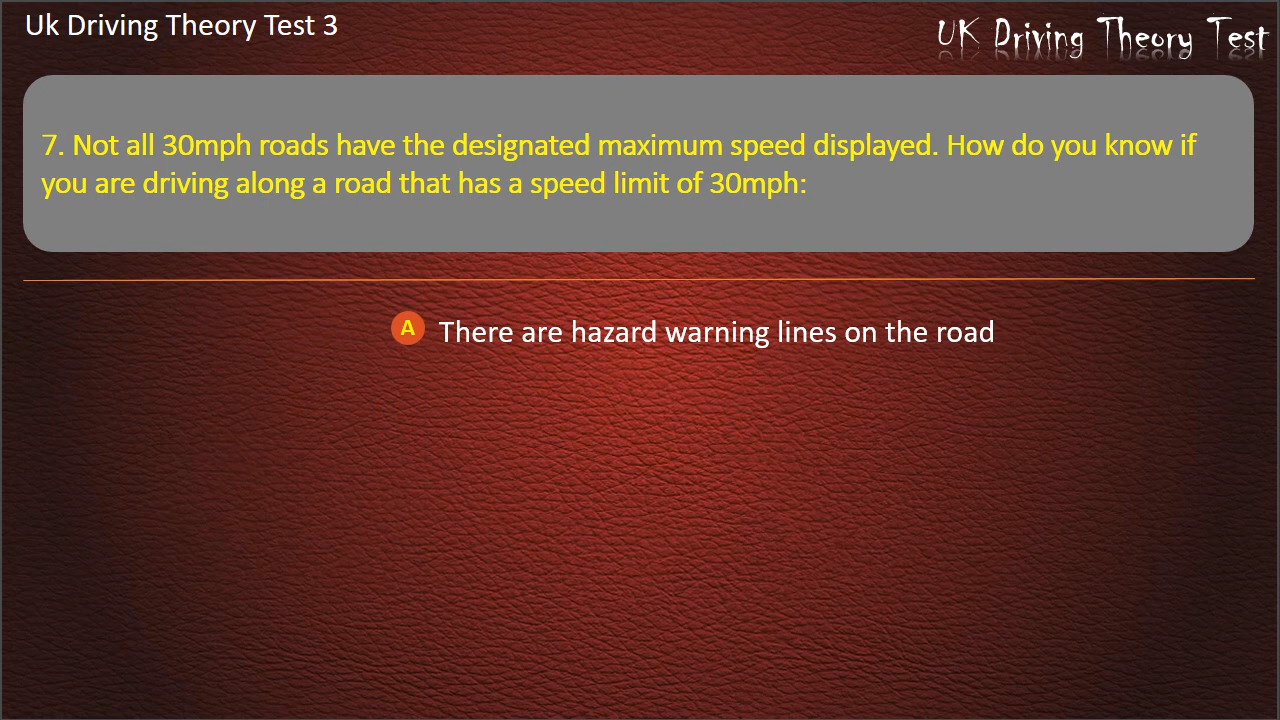 Uk Driving Theory Test 3
UK Driving Theory Test
7. Not all 30mph roads have the designated maximum speed displayed. How do you know if
you are driving along a road that has a speed limit of 30mph:
A There are hazard warning lines on the road